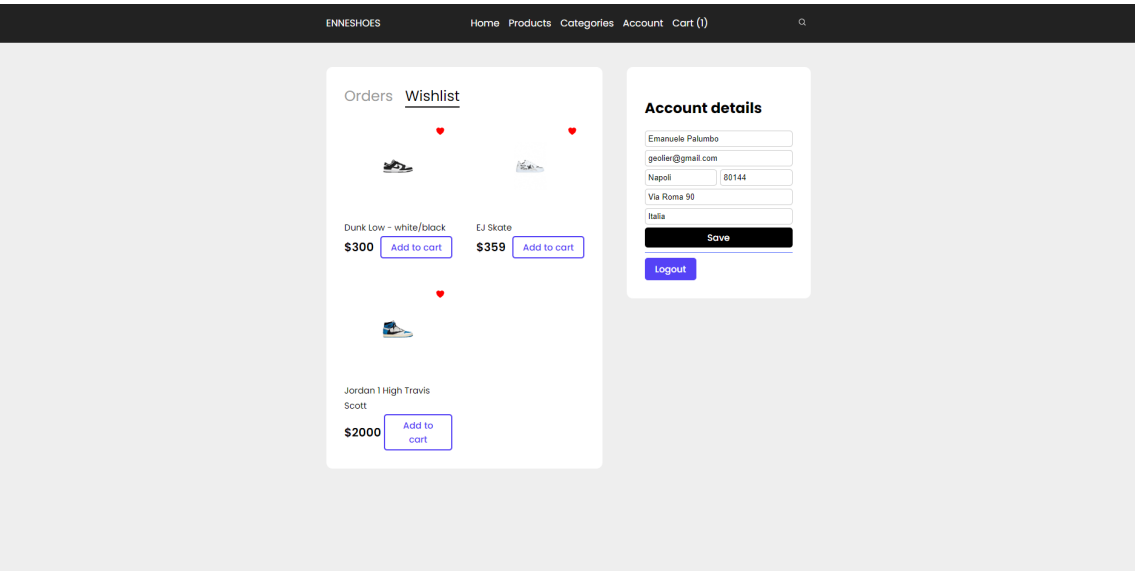 ENNESHOES Home Products Categories Account Cart (1)
Orders Wishlist
Dunk Low - white/black
$300 Add to cart
EJ Skate
$359 Add to cart
Jordan 1 High Travis
Scott
$2000 Add to
cart
Account details
Emanuele Palumbo
geolier@gmail.com
Napoli 80144
Via Roma 90
Italia
Save
Logout